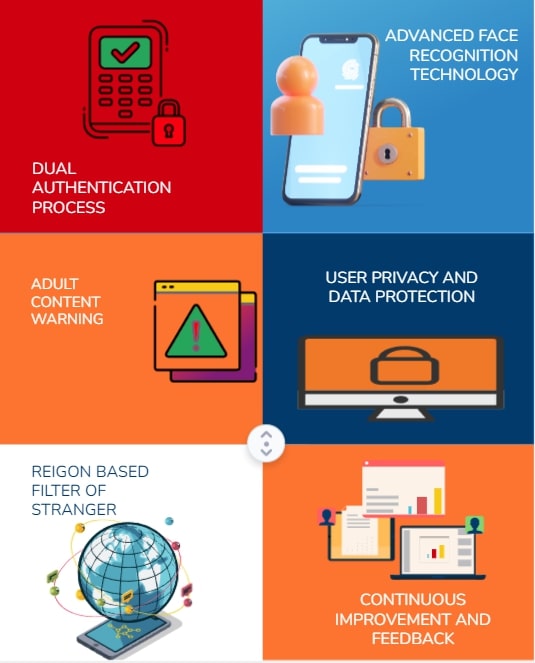 DUAL
AUTHENTICATION
PROCESS
ADVANCED FACE
RECOGNITION
TECHNOLOGY
ADULT
CONTENT
WARNING
USER PRIVACY AND
DATA PROTECTION
REIGON BASED
FILTER OF
STRANGER
CONTINUOUS
IMPROVEMENT AND
FEEDBACK